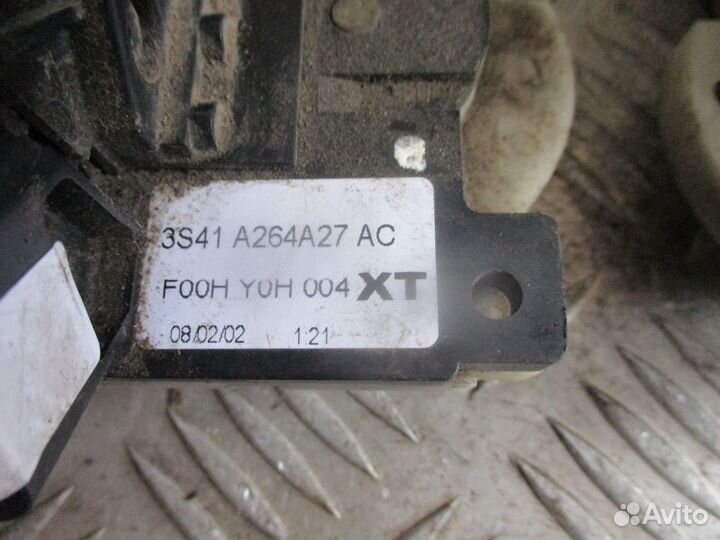 3S41 A264A27 AC
F00H Y0H 004 XT
08/02/02 1:21
Avito